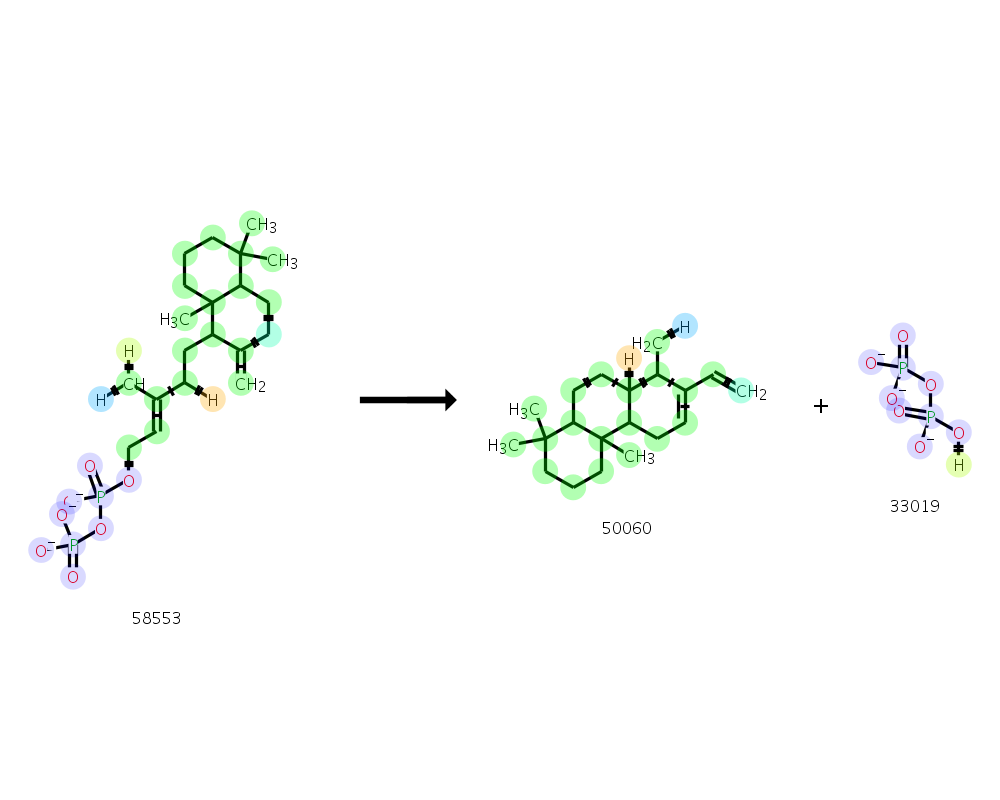 CH3
CH3
H3C
H
CH
H
H
CH2
O
O
O-
P
O-
O
P
O-
O
H
H2C
H
CH2
H3C
H3C
CH3
50060
+
O
O-
P
O
O-
O
P
O
O-
H
33019
58553